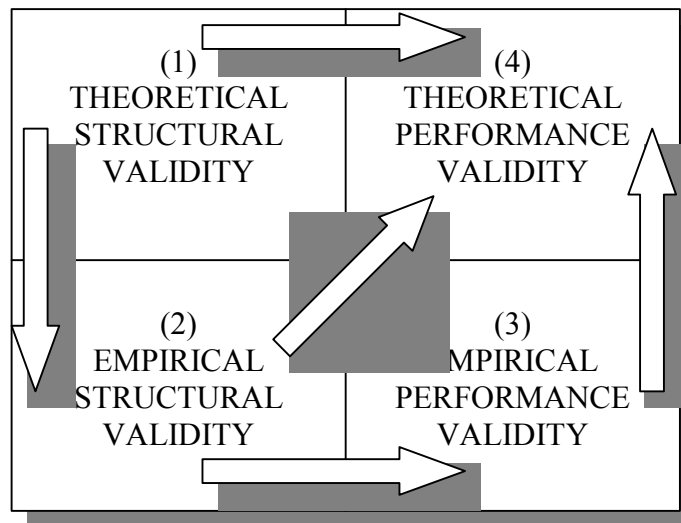 (1)
THEORETICAL
STRUCTURAL
VALIDITY
(4)
THEORETICAL
PERFORMANCE
VALIDITY
(2)
EMPIRICAL
STRUCTURAL
VALIDITY
(3)
MPIRICAL
PERFORMANCE
VALIDITY